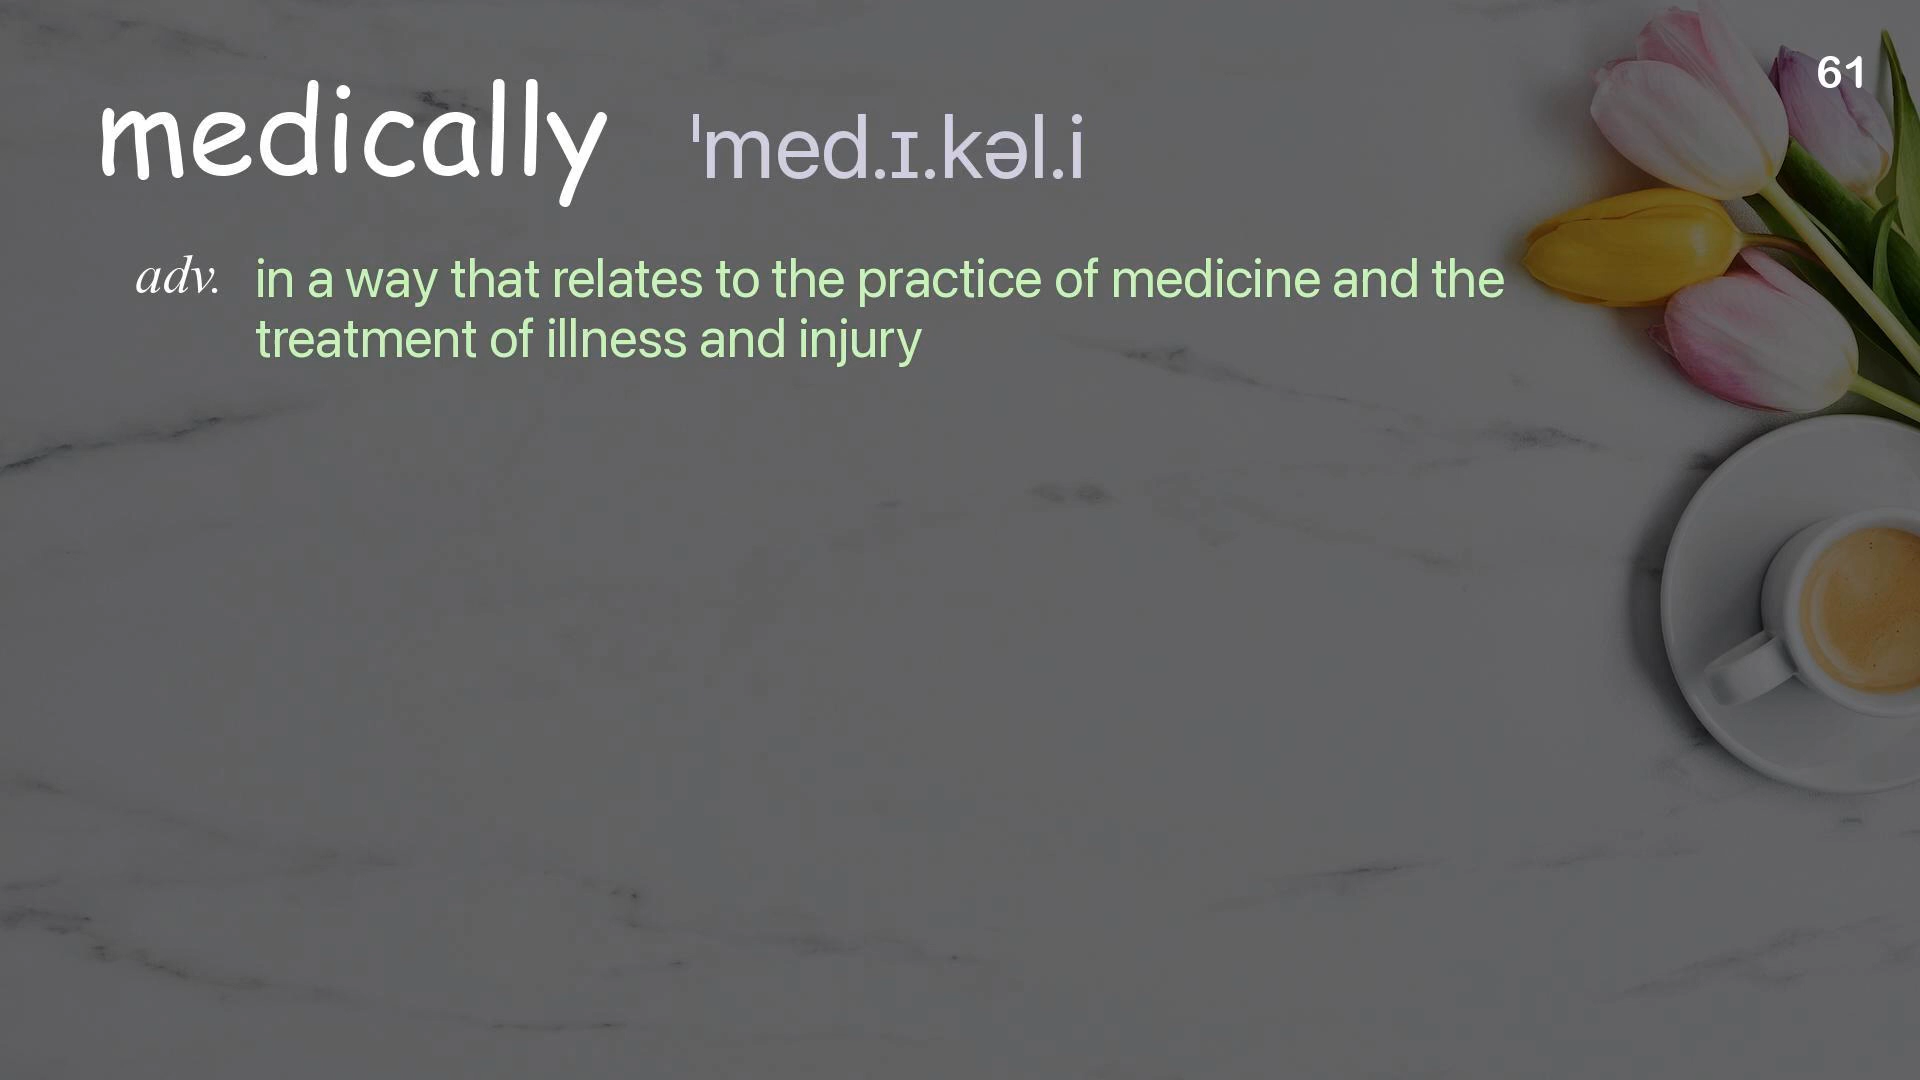 61
medically ˈmed.ɪ.kəl.i
adv. in a way that relates to the practice of medicine and the
treatment of illness and injury